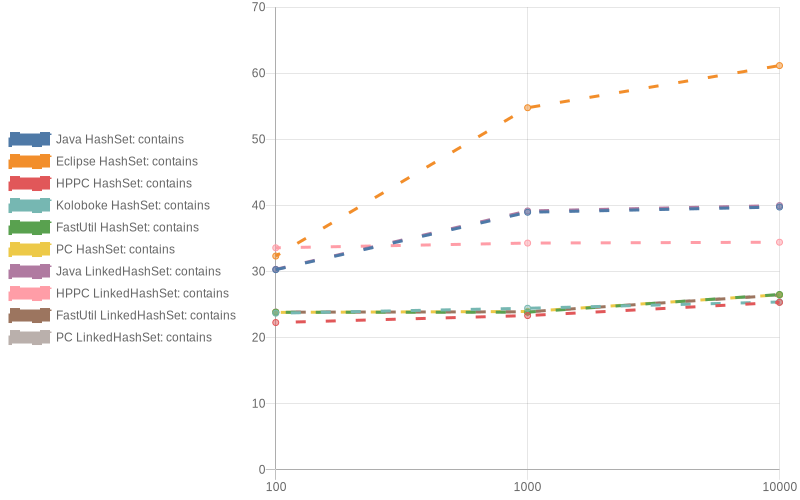 70
60
50
40
30
20
10
0
100
1000
10000
Java HashSet: contains
Eclipse HashSet: contains
HPPC HashSet: contains
Koloboke HashSet: contains
FastUtil HashSet: contains
PC HashSet: contains
Java LinkedHashSet: contains
HPPC LinkedHashSet: contains
FastUtil LinkedHashSet: contains
PC LinkedHashSet: contains